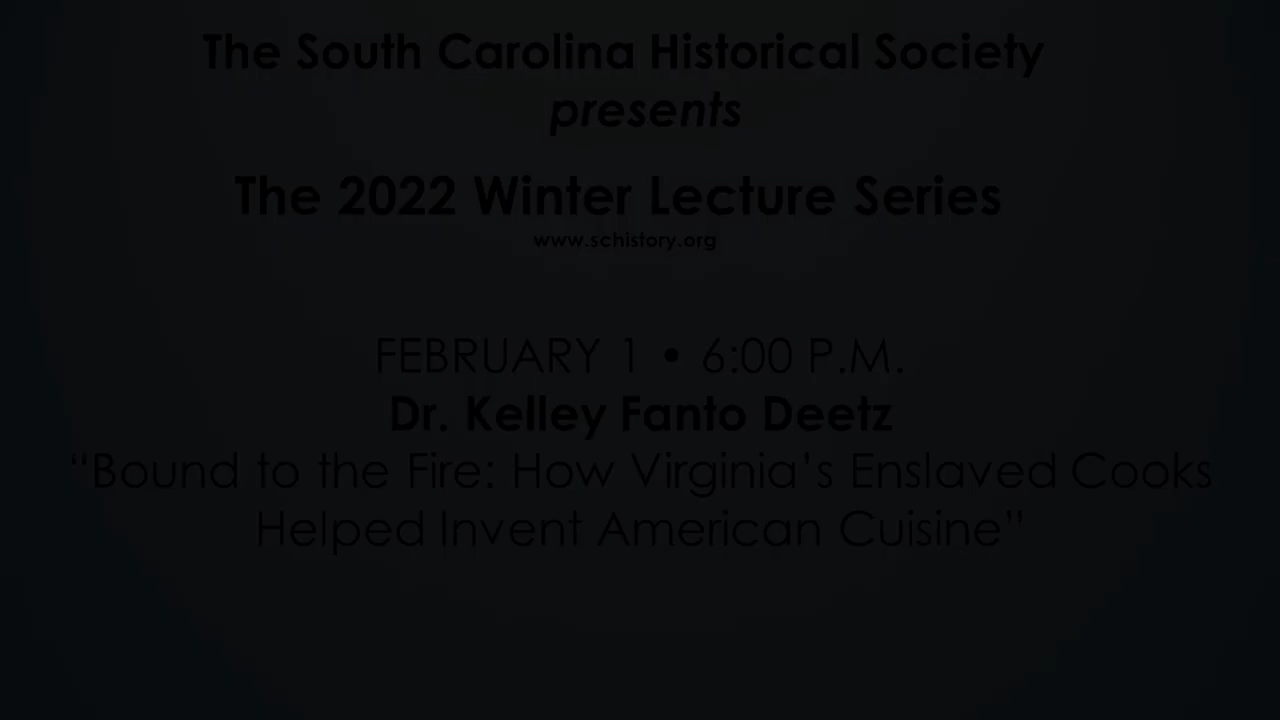 The South Carolina Historical Society
presents
The 2022 Winter Lecture Series
www.schistory.org
FEBRUARY 1 • 6:00 P.M.
Dr. Kelley Fanto Deetz
“Bound to the Fire: How Virginia’s Enslaved Cooks
Helped Invent American Cuisine”